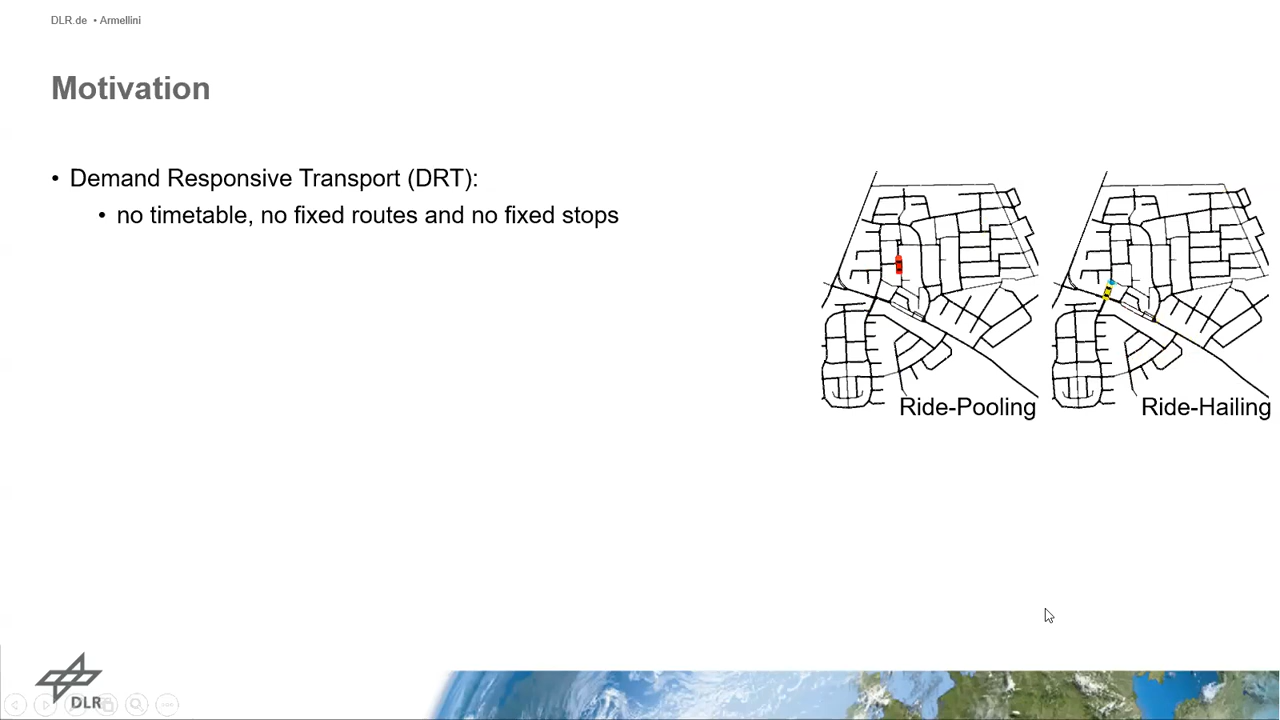 DLR.de • Armellini
Motivation
• Demand Responsive Transport (DRT):
• no timetable, no fixed routes and no fixed stops
Ride-Pooling
Ride-Hailing
DLR